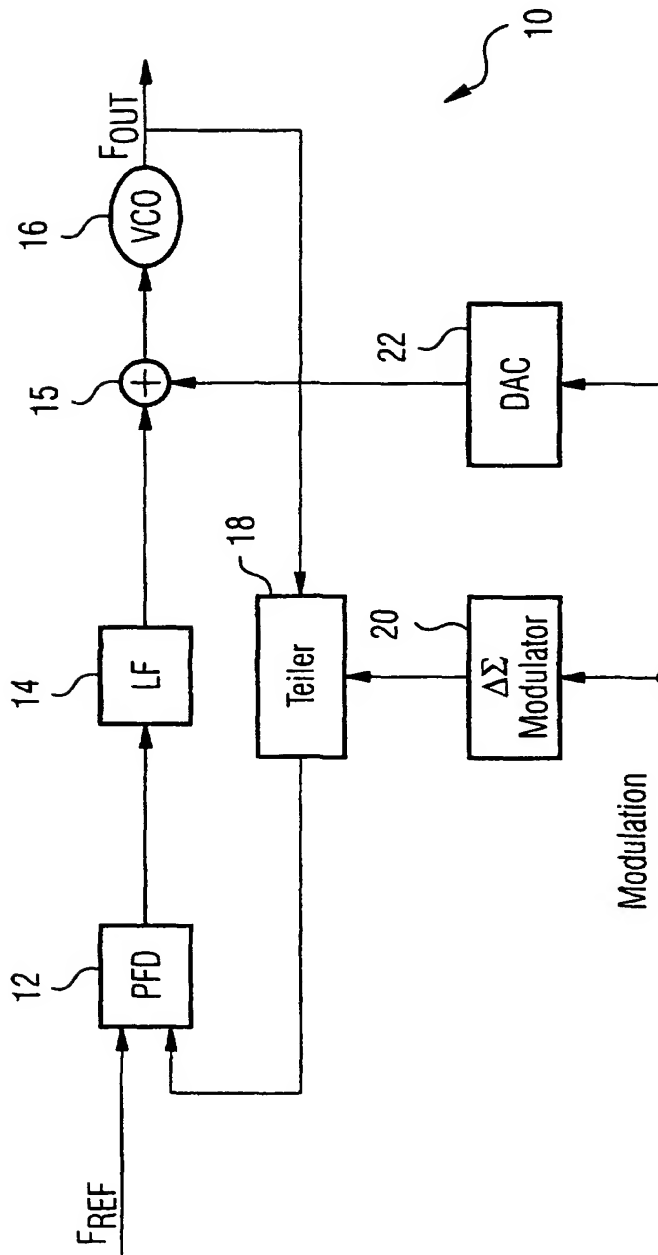 F_REF
12
PFD
14
LF
15
+
16
VCO
F_OUT
18
Teiler
20
ΔΣ
Modulator
22
DAC
Modulation
10